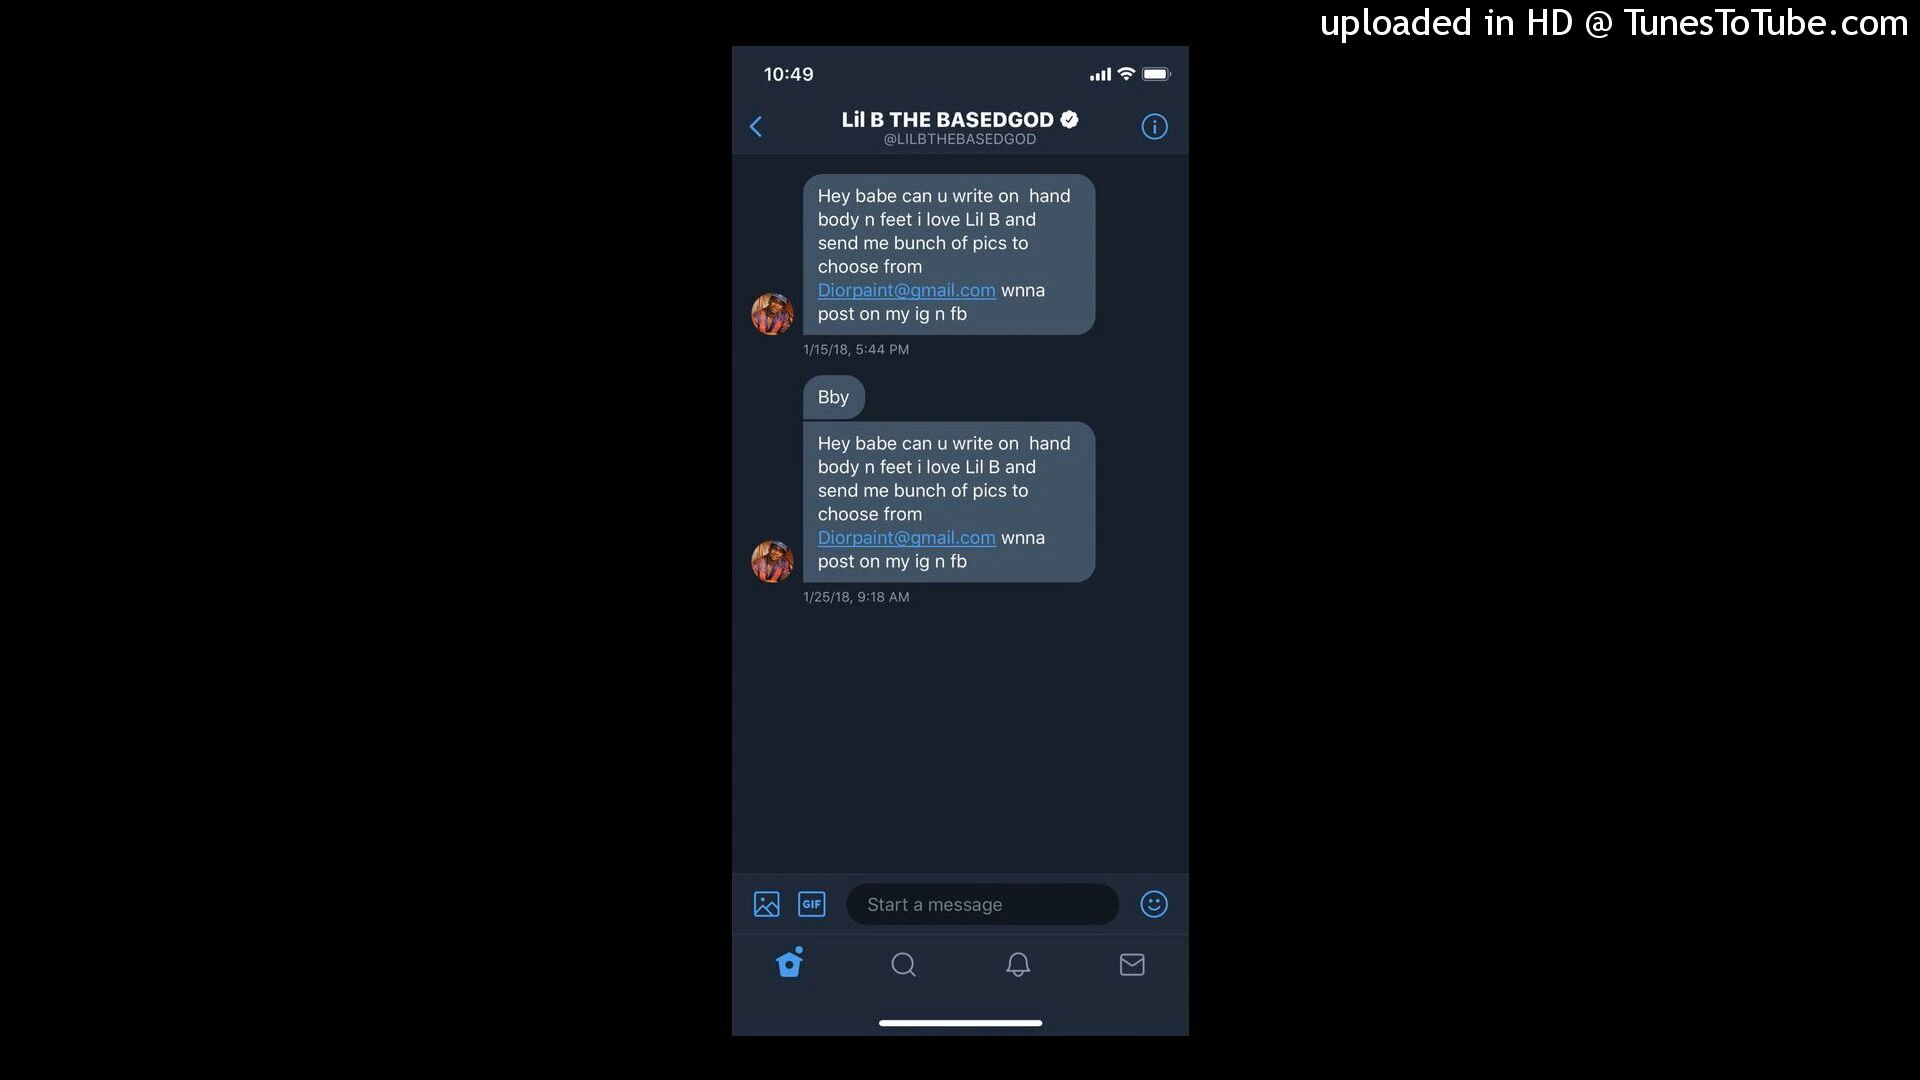 uploaded in HD @ TunesToTube.com
10:49
Lil B THE BASEDGOD
@LILBTHEBASEDGOD
Hey babe can u write on  hand
body n feet i love Lil B and
send me bunch of pics to
choose from
Diorpaint@gmail.com wnna
post on my ig n fb
1/15/18, 5:44 PM
Bby
Hey babe can u write on  hand
body n feet i love Lil B and
send me bunch of pics to
choose from
Diorpaint@gmail.com wnna
post on my ig n fb
1/25/18, 9:18 AM
GIF
Start a message